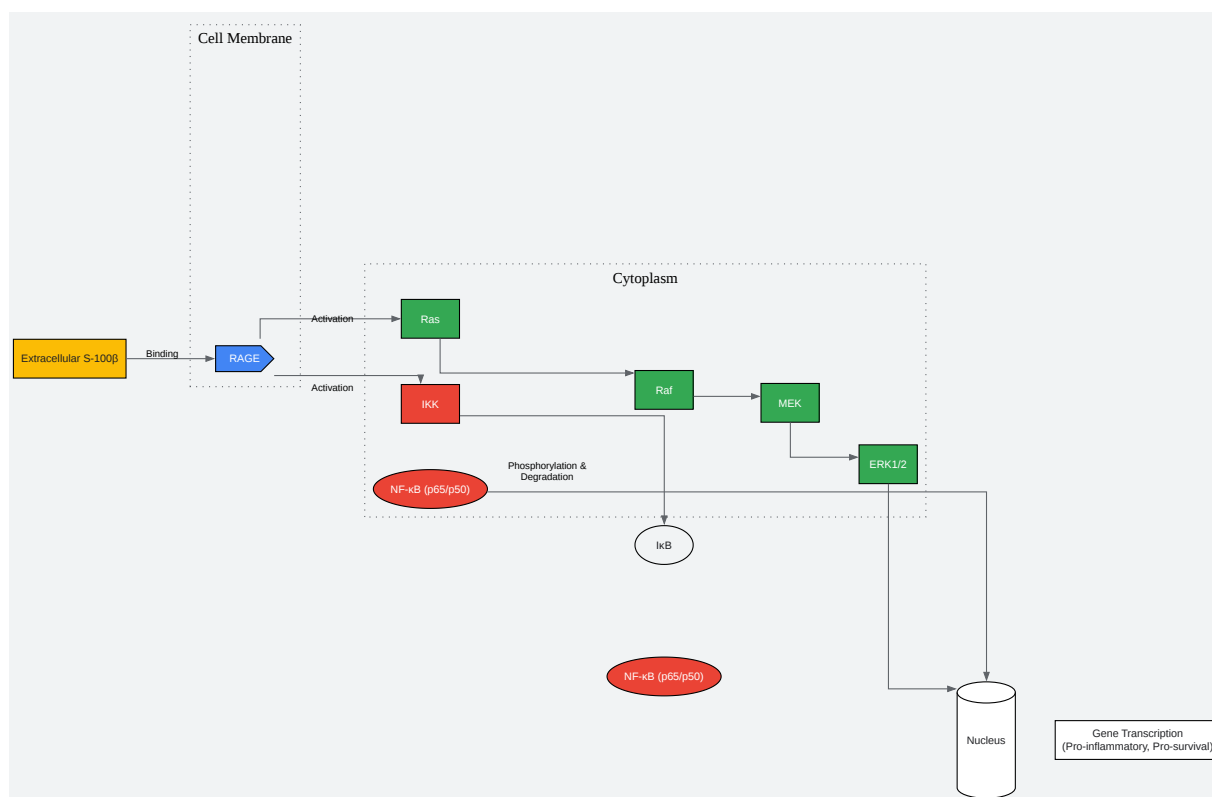 Cell Membrane
Cytoplasm
Ras
Activation
Extracellular S-100β
Binding
RAGE
Activation
IKK
Raf
MEK
ERK1/2
Phosphorylation &
Degradation
NF-κB (p65/p50)
IκB
NF-κB (p65/p50)
Nucleus
Gene Transcription
(Pro-inflammatory, Pro-survival)